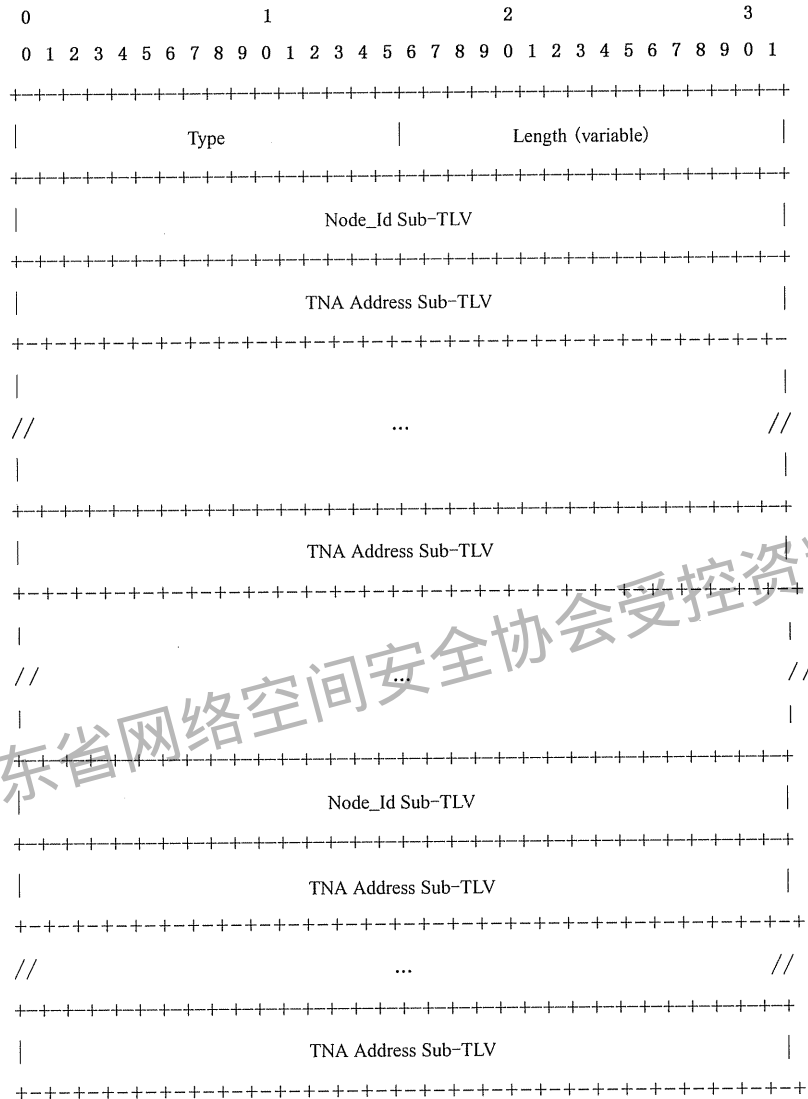 0 1 2 3
0 1 2 3 4 5 6 7 8 9 0 1 2 3 4 5 6 7 8 9 0 1 2 3 4 5 6 7 8 9 0 1
+-+-+-+-+-+-+-+-+-+-+-+-+-+-+-+-+-+-+-+-+-+-+-+-+-+-+-+-+-+-+-+-+
| Type | Length (variable) |
+-+-+-+-+-+-+-+-+-+-+-+-+-+-+-+-+-+-+-+-+-+-+-+-+-+-+-+-+-+-+-+-+
| Node_Id Sub-TLV |
+-+-+-+-+-+-+-+-+-+-+-+-+-+-+-+-+-+-+-+-+-+-+-+-+-+-+-+-+-+-+-+-+
| TNA Address Sub-TLV |
+-+-+-+-+-+-+-+-+-+-+-+-+-+-+-+-+-+-+-+-+-+-+-+-+-+-+-
| |
// ... //
| |
+-+-+-+-+-+-+-+-+-+-+-+-+-+-+-+-+-+-+-+-+-+-+-+-+-+-+-+-+-+-+-+-+
| TNA Address Sub-TLV |
+-+-+-+-+-+-+-+-+-+-+-+-+-+-+-+-+-+-+-+-+-+-+-+-+-+-+-+
| |
// ... //
| |
东省网络空间安全协会受控资
+-+-+-+-+-+-+-+-+-+-+-+-+-+-+-+-+-+-+-+-+-+-+-+-+-+-+-+-+-+-+-+-+
| Node_Id Sub-TLV |
+-+-+-+-+-+-+-+-+-+-+-+-+-+-+-+-+-+-+-+-+-+-+-+-+-+-+-+-+-+-+-+-+
| TNA Address Sub-TLV |
+-+-+-+-+-+-+-+-+-+-+-+-+-+-+-+-+-+-+-+-+-+-+-+-+-+-+-+
// ... //
+-+-+-+-+-+-+-+-+-+-+-+-+-+-+-+-+-+-+-+-+-+-+-+-+-+-+-+-+-+-+-+-+
| TNA Address Sub-TLV |
+-+-+-+-+-+-+-+-+-+-+-+-+-+-+-+-+-+-+-+-+-+-+-+-+-+-+-+